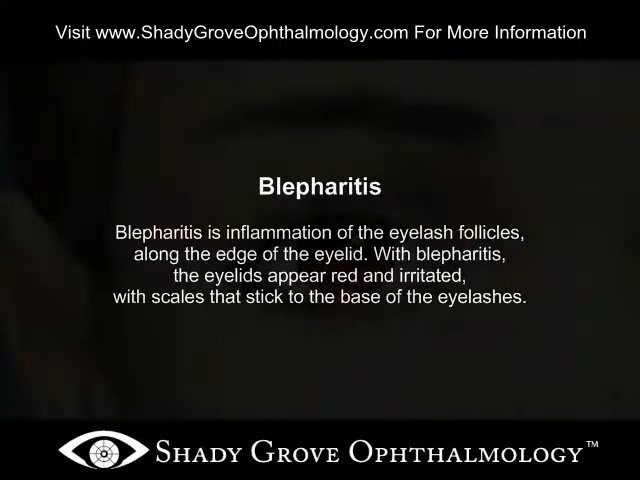 Visit www.ShadyGroveOphthalmology.com For More Information
Blepharitis
Blepharitis is inflammation of the eyelash follicles,
along the edge of the eyelid. With blepharitis,
the eyelids appear red and irritated,
with scales that stick to the base of the eyelashes.
SHADY GROVE OPHTHALMOLOGY™